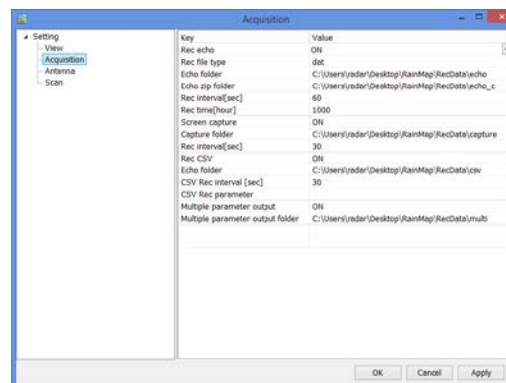 Acquisition
Setting
View
Acquisition
Antenna
Scan
Key Value
Rec echo ON
Rec file type dat
Echo folder C:\Users\radar\Desktop\RainMap\RecData\echo
Echo zip folder C:\Users\radar\Desktop\RainMap\RecData\echo_c
Rec interval[sec] 60
Rec time[hour] 1000
Screen capture ON
Capture folder C:\Users\radar\Desktop\RainMap\RecData\capture
Rec interval[sec] 30
Rec CSV ON
Echo folder C:\Users\radar\Desktop\RainMap\RecData\csv
CSV Rec interval [sec] 30
CSV Rec parameter
Multiple parameter output ON
Multiple parameter output folder C:\Users\radar\Desktop\RainMap\RecData\multi
OK Cancel Apply